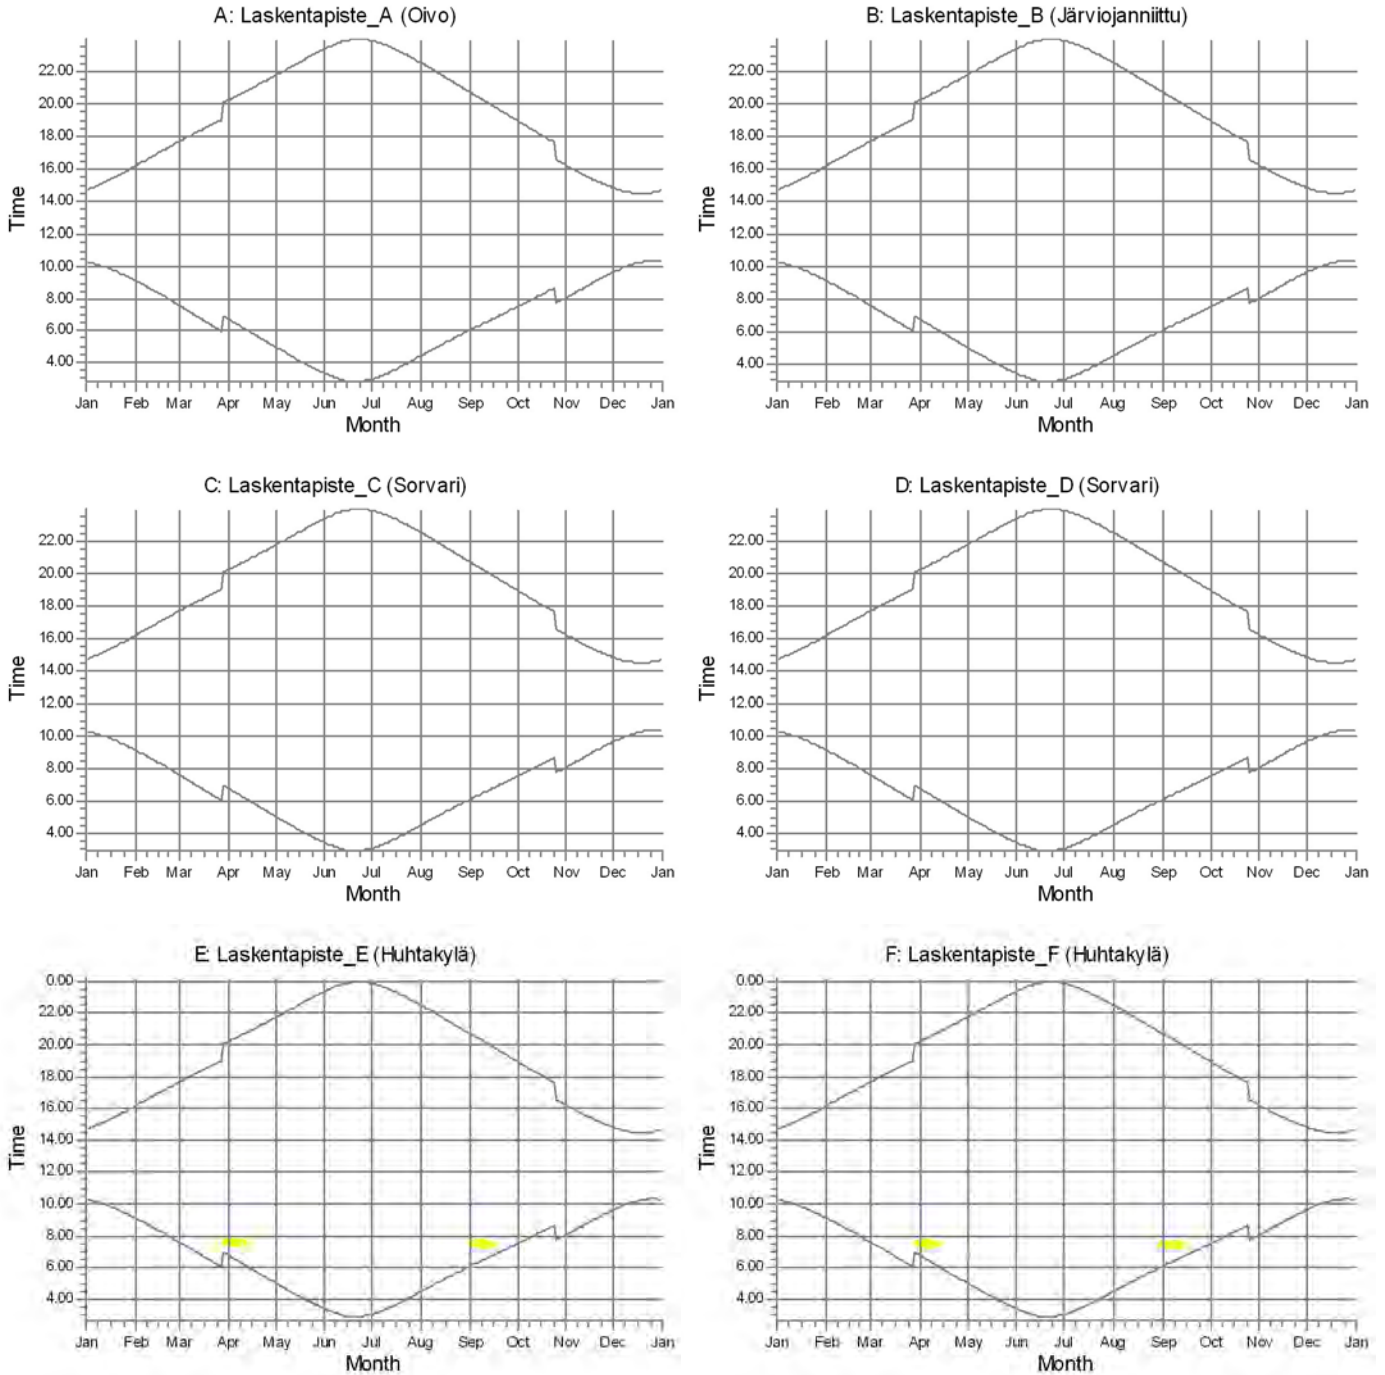 A: Laskentapiste_A (Oivo)
22.00
20.00
18.00
16.00
14.00
12.00
10.00
8.00
6.00
4.00
Time
Jan Feb Mar Apr May Jun Jul Aug Sep Oct Nov Dec Jan
Month
B: Laskentapiste_B (Järviojanniittu)
22.00
20.00
18.00
16.00
14.00
12.00
10.00
8.00
6.00
4.00
Time
Jan Feb Mar Apr May Jun Jul Aug Sep Oct Nov Dec Jan
Month
C: Laskentapiste_C (Sorvari)
22.00
20.00
18.00
16.00
14.00
12.00
10.00
8.00
6.00
4.00
Time
Jan Feb Mar Apr May Jun Jul Aug Sep Oct Nov Dec Jan
Month
D: Laskentapiste_D (Sorvari)
22.00
20.00
18.00
16.00
14.00
12.00
10.00
8.00
6.00
4.00
Time
Jan Feb Mar Apr May Jun Jul Aug Sep Oct Nov Dec Jan
Month
E: Laskentapiste_E (Huhtakylä)
0.00
22.00
20.00
18.00
16.00
14.00
12.00
10.00
8.00
6.00
4.00
Time
Jan Feb Mar Apr May Jun Jul Aug Sep Oct Nov Dec Jan
Month
F: Laskentapiste_F (Huhtakylä)
0.00
22.00
20.00
18.00
16.00
14.00
12.00
10.00
8.00
6.00
4.00
Time
Jan Feb Mar Apr May Jun Jul Aug Sep Oct Nov Dec Jan
Month